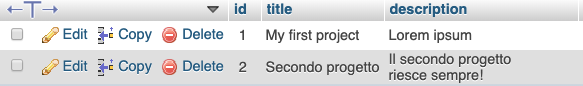 id title description
Edit Copy Delete 1 My first project Lorem ipsum
Edit Copy Delete 2 Secondo progetto Il secondo progetto
riesce sempre!